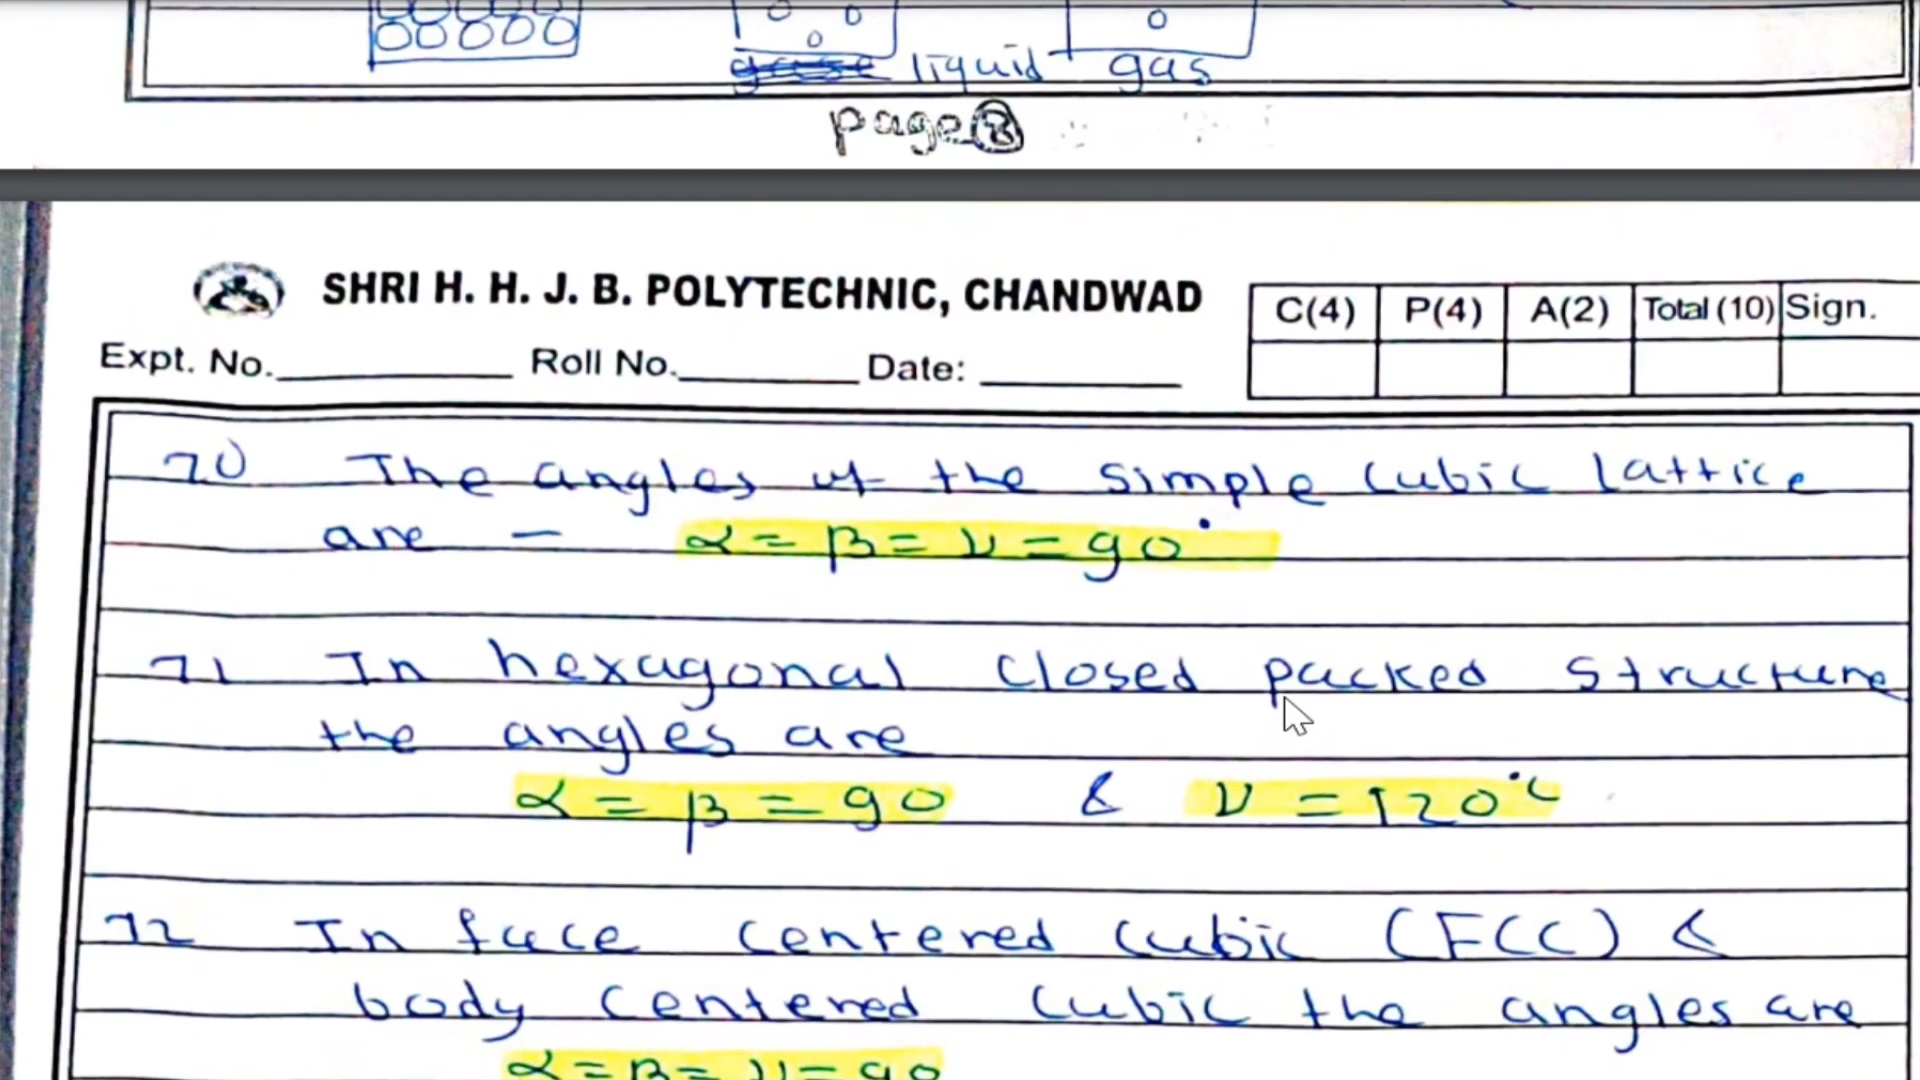 liquid gas
page 8
SHRI H. H. J. B. POLYTECHNIC, CHANDWAD
C(4) P(4) A(2) Total (10) Sign.
Expt. No. Roll No. Date:
70 The angles of the simple cubic lattice
are - α = β = γ = 90°
71 In hexagonal closed packed structure
the angles are
α = β = 90 & γ = 120°c
72 In face centered cubic (FCC) &
body centered cubic the angles are
α = β = γ = 90